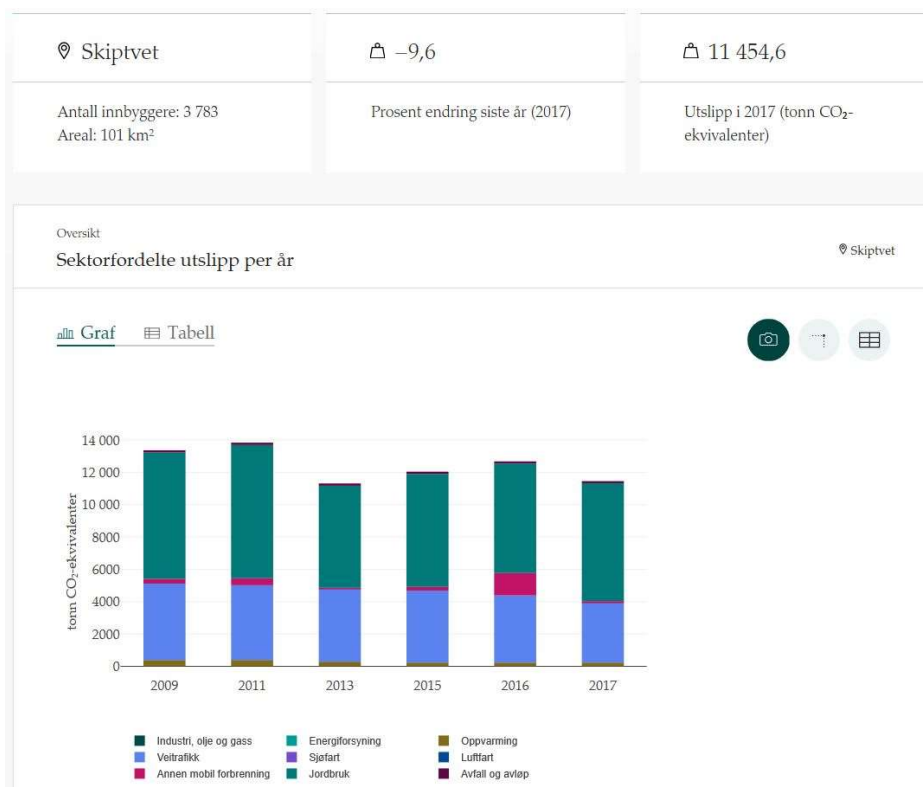 Skiptvet
Antall innbyggere: 3 783
Areal: 101 km²
–9,6
Prosent endring siste år (2017)
11 454,6
Utslipp i 2017 (tonn CO₂-
ekvivalenter)
Oversikt
Sektorfordelte utslipp per år
Skiptvet
Graf
Tabell
tonn CO₂-ekvivalenter
14 000
12 000
10 000
8000
6000
4000
2000
0
2009 2011 2013 2015 2016 2017
Industri, olje og gass Energiforsyning Oppvarming
Veitrafikk Sjøfart Luftfart
Annen mobil forbrenning Jordbruk Avfall og avløp